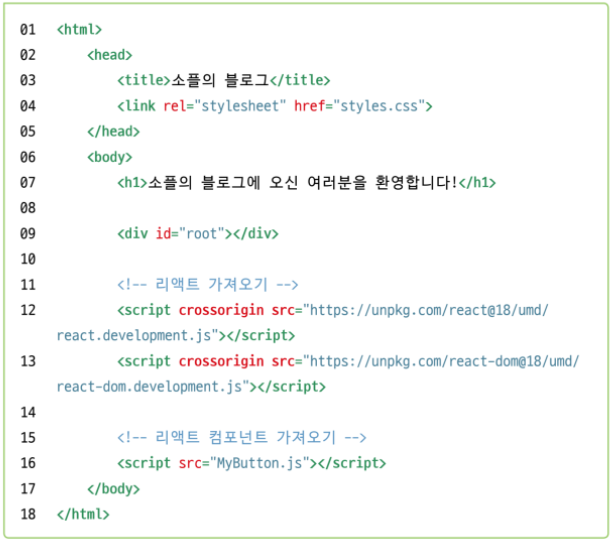 01 <html>
02 <head>
03 <title>소플의 블로그</title>
04 <link rel="stylesheet" href="styles.css">
05 </head>
06 <body>
07 <h1>소플의 블로그에 오신 여러분을 환영합니다!</h1>
08
09 <div id="root"></div>
10
11 <!-- 리액트 가져오기 -->
12 <script crossorigin src="https://unpkg.com/react@18/umd/
react.development.js"></script>
13 <script crossorigin src="https://unpkg.com/react-dom@18/umd/
react-dom.development.js"></script>
14
15 <!-- 리액트 컴포넌트 가져오기 -->
16 <script src="MyButton.js"></script>
17 </body>
18 </html>